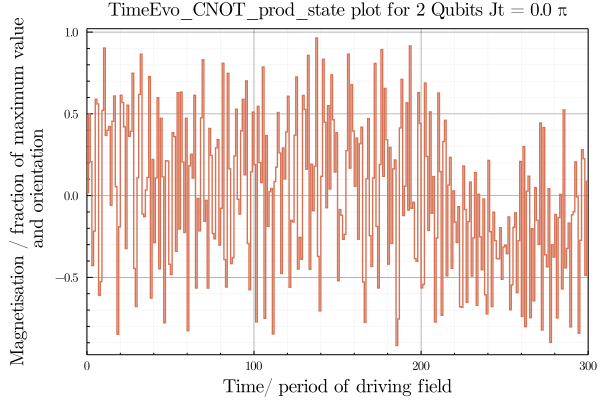 TimeEvo_CNOT_prod_state plot for 2 Qubits Jt = 0.0 π
Magnetisation / fraction of maximum value
and orientation
1.0
0.5
0.0
−0.5
0
100
200
300
Time/ period of driving field